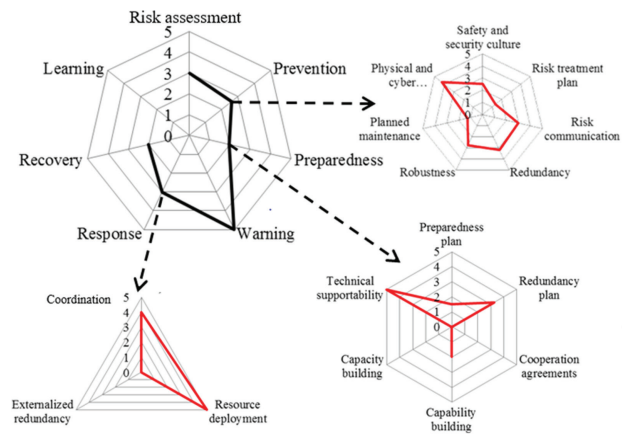 Risk assessment
5
4
3
2
1
0
Prevention
Preparedness
Warning
Response
Recovery
Learning
Safety and
security culture
5
4
3
2
1
0
Risk treatment
plan
Risk
communication
Redundancy
Robustness
Planned
maintenance
Physical and
cyber…
Preparedness
plan
5
4
3
2
1
0
Redundancy
plan
Cooperation
agreements
Capability
building
Capacity
building
Technical
supportability
Coordination
5
4
3
2
1
0
Resource
deployment
Externalized
redundancy